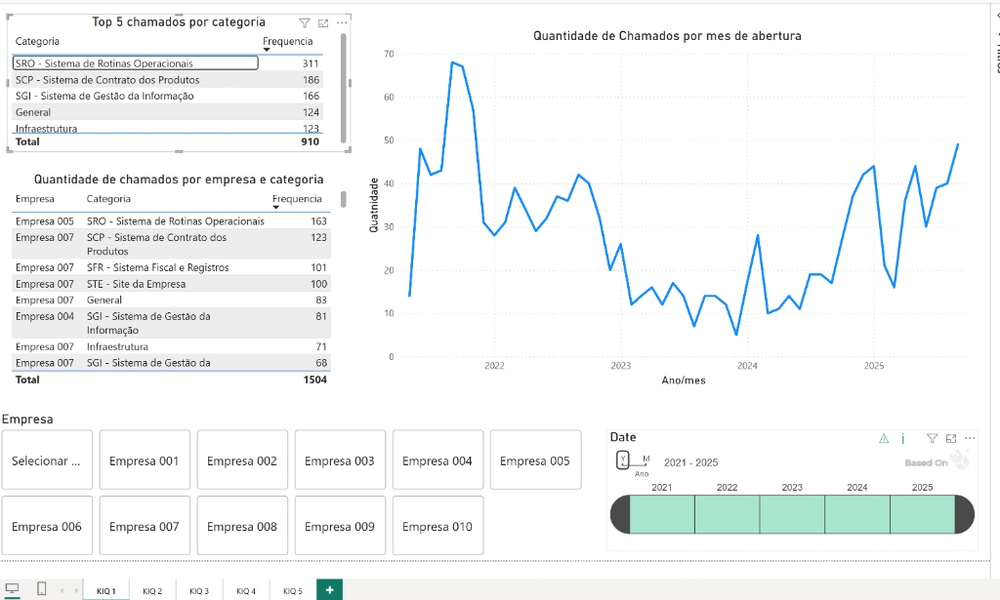 Top 5 chamados por categoria
Categoria Frequencia
SRO - Sistema de Rotinas Operacionais 311
SCP - Sistema de Contrato dos Produtos 186
SGI - Sistema de Gestão da Informação 166
General 124
Infraestrutura 123
Total 910
Quantidade de chamados por empresa e categoria
Empresa Categoria Frequencia
Empresa 005 SRO - Sistema de Rotinas Operacionais 163
Empresa 007 SCP - Sistema de Contrato dos 123
Produtos
Empresa 007 SFR - Sistema Fiscal e Registros 101
Empresa 007 STE - Site da Empresa 100
Empresa 007 General 83
Empresa 004 SGI - Sistema de Gestão da 81
Informação
Empresa 007 Infraestrutura 71
Empresa 007 SGI - Sistema de Gestão da 68
Total 1504
Quantidade de Chamados por mes de abertura
Quatnidade
70
60
50
40
30
20
10
0
2022 2023 2024 2025
Ano/mes
Empresa
Selecionar ... Empresa 001 Empresa 002 Empresa 003 Empresa 004 Empresa 005
Empresa 006 Empresa 007 Empresa 008 Empresa 009 Empresa 010
Date
Y M 2021 - 2025 Based On
Ano
2021 2022 2023 2024 2025
KIQ 1 KIQ 2 KIQ 3 KIQ 4 KIQ 5 +